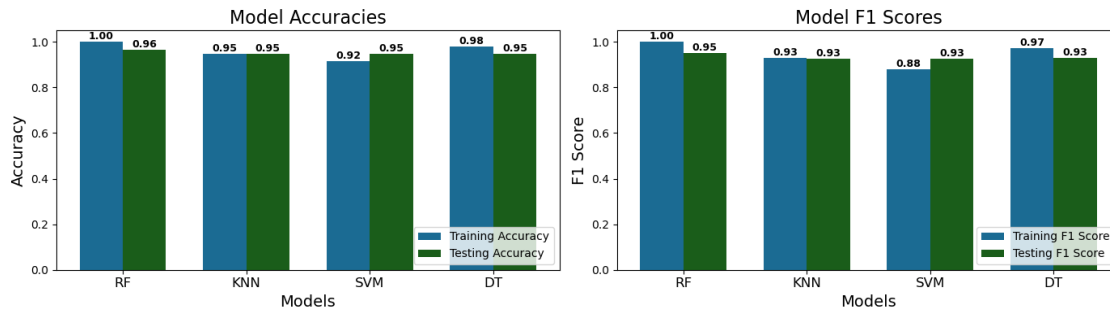 Model Accuracies
1.00
0.96
0.95
0.95
0.92
0.95
0.98
0.95
1.0
0.8
0.6
0.4
0.2
0.0
Accuracy
Training Accuracy
Testing Accuracy
RF
KNN
SVM
DT
Models
Model F1 Scores
1.00
0.95
0.93
0.93
0.88
0.93
0.97
0.93
1.0
0.8
0.6
0.4
0.2
0.0
F1 Score
Training F1 Score
Testing F1 Score
RF
KNN
SVM
DT
Models